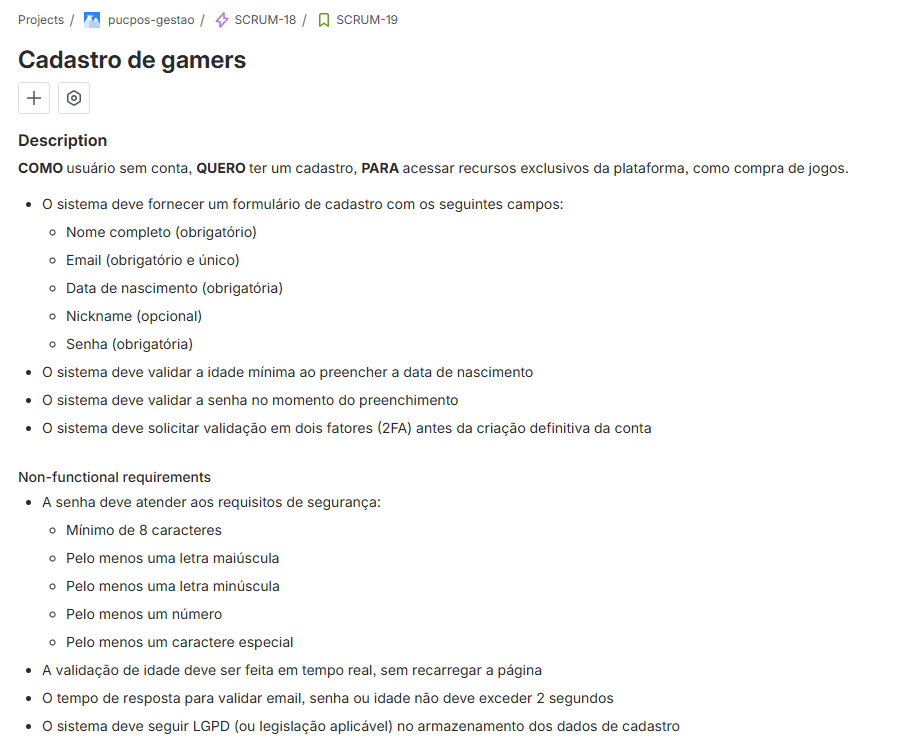 Projects / pucpos-gestao / SCRUM-18 / SCRUM-19
Cadastro de gamers
Description
COMO usuário sem conta, QUERO ter um cadastro, PARA acessar recursos exclusivos da plataforma, como compra de jogos.
O sistema deve fornecer um formulário de cadastro com os seguintes campos:
Nome completo (obrigatório)
Email (obrigatório e único)
Data de nascimento (obrigatória)
Nickname (opcional)
Senha (obrigatória)
O sistema deve validar a idade mínima ao preencher a data de nascimento
O sistema deve validar a senha no momento do preenchimento
O sistema deve solicitar validação em dois fatores (2FA) antes da criação definitiva da conta
Non-functional requirements
A senha deve atender aos requisitos de segurança:
Mínimo de 8 caracteres
Pelo menos uma letra maiúscula
Pelo menos uma letra minúscula
Pelo menos um número
Pelo menos um caractere especial
A validação de idade deve ser feita em tempo real, sem recarregar a página
O tempo de resposta para validar email, senha ou idade não deve exceder 2 segundos
O sistema deve seguir LGPD (ou legislação aplicável) no armazenamento dos dados de cadastro